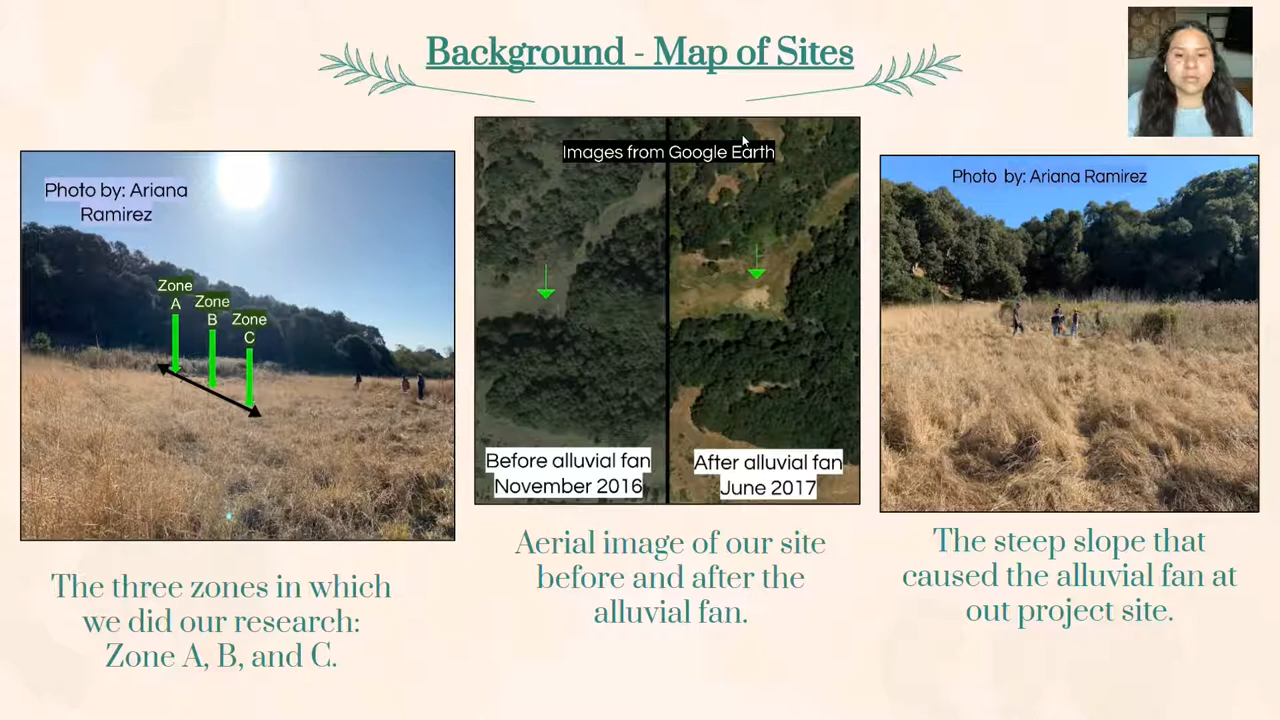 Background - Map of Sites
Photo by: Ariana
Ramirez
Zone
A
Zone
B
Zone
C
The three zones in which
we did our research:
Zone A, B, and C.
Images from Google Earth
Before alluvial fan
November 2016
After alluvial fan
June 2017
Aerial image of our site
before and after the
alluvial fan.
Photo by: Ariana Ramirez
The steep slope that
caused the alluvial fan at
out project site.